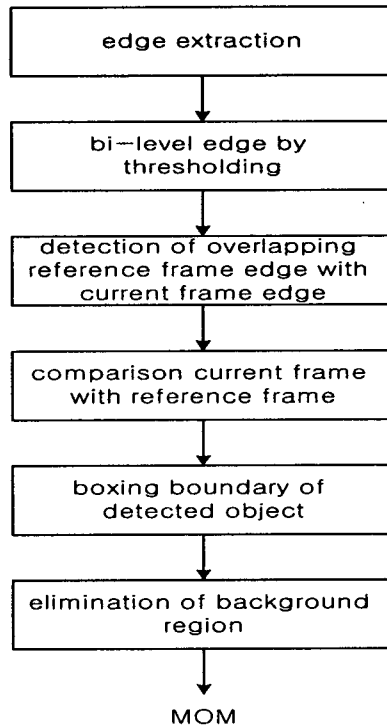 edge extraction
bi-level edge by
thresholding
detection of overlapping
reference frame edge with
current frame edge
comparison current frame
with reference frame
boxing boundary of
detected object
elimination of background
region
MOM